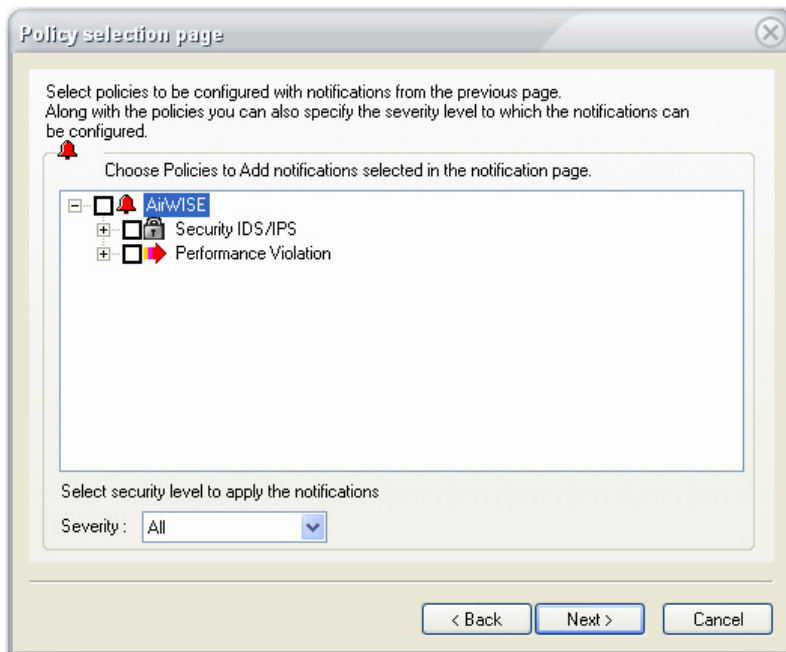 Policy selection page
Select policies to be configured with notifications from the previous page.
Along with the policies you can also specify the severity level to which the notifications can
be configured.
Choose Policies to Add notifications selected in the notification page.
AirWISE
Security IDS/IPS
Performance Violation
Select security level to apply the notifications
Severity : All
< Back Next > Cancel